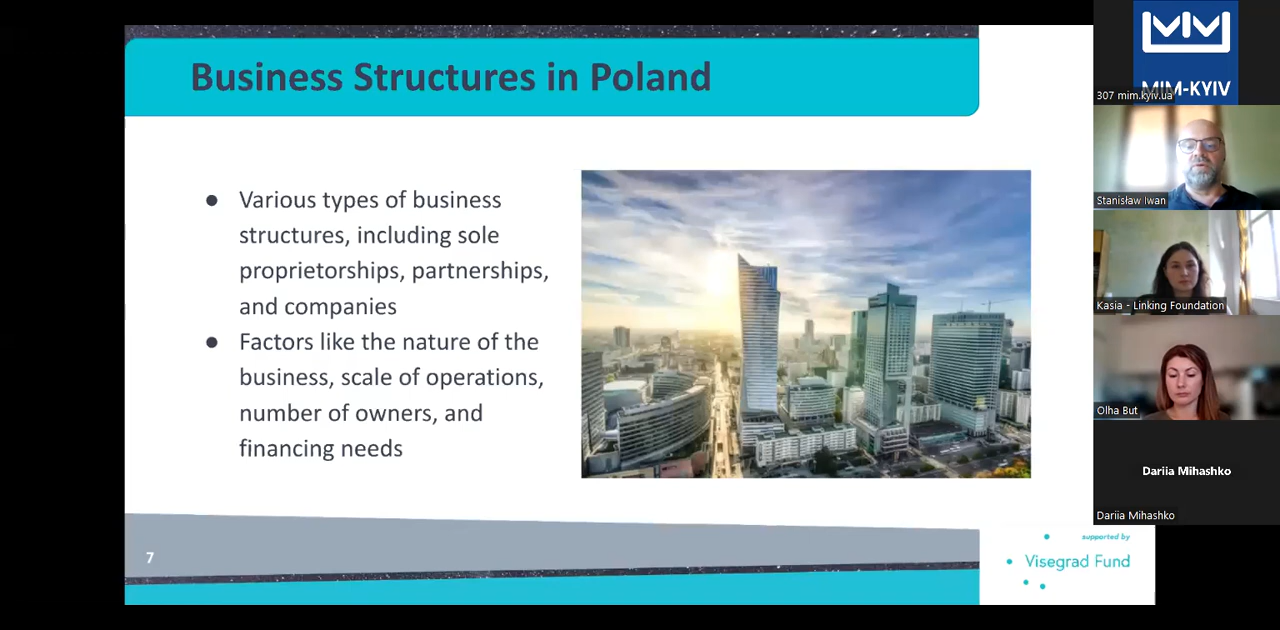 Business Structures in Poland
● Various types of business
structures, including sole
proprietorships, partnerships,
and companies
● Factors like the nature of the
business, scale of operations,
number of owners, and
financing needs
7
supported by
Visegrad Fund
MIM-KYIV
307 mim.kyiv.ua
Stanisław Iwan
Kasia - Linking Foundation
Olha But
Dariia Mihashko
Dariia Mihashko